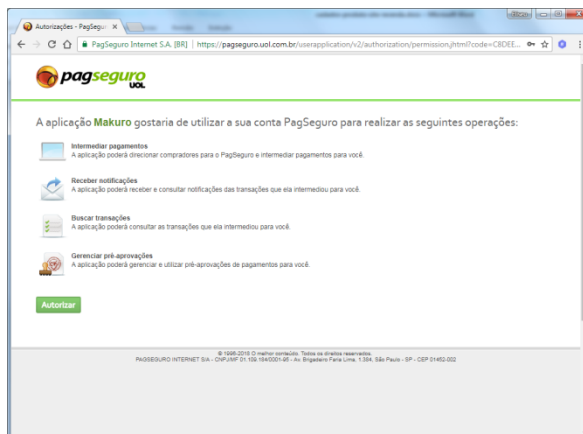 Autorizações - PagSegur
PagSeguro Internet S.A. [BR] | https://pagseguro.uol.com.br/userapplication/v2/authorization/permission.jhtml?code=CBDEE...
pagseguro
UOL
A aplicação Makuro gostaria de utilizar a sua conta PagSeguro para realizar as seguintes operações:
Intermediar pagamentos
A aplicação poderá direcionar compradores para o PagSeguro e intermediar pagamentos para você.
Receber notificações
A aplicação poderá receber e consultar notificações das transações que ela intermediou para você.
Buscar transações
A aplicação poderá consultar as transações que ela intermediou para você.
Gerenciar pré-aprovações
A aplicação poderá gerenciar e utilizar pré-aprovações de pagamentos para você.
Autorizar
© 1996-2018 O melhor conteúdo. Todos os direitos reservados.
PAGSEGURO INTERNET S/A - CNPJ/MF 01.109.184/0001-95 - Av. Brigadeiro Faria Lima, 1.384, São Paulo - SP - CEP 01452-002